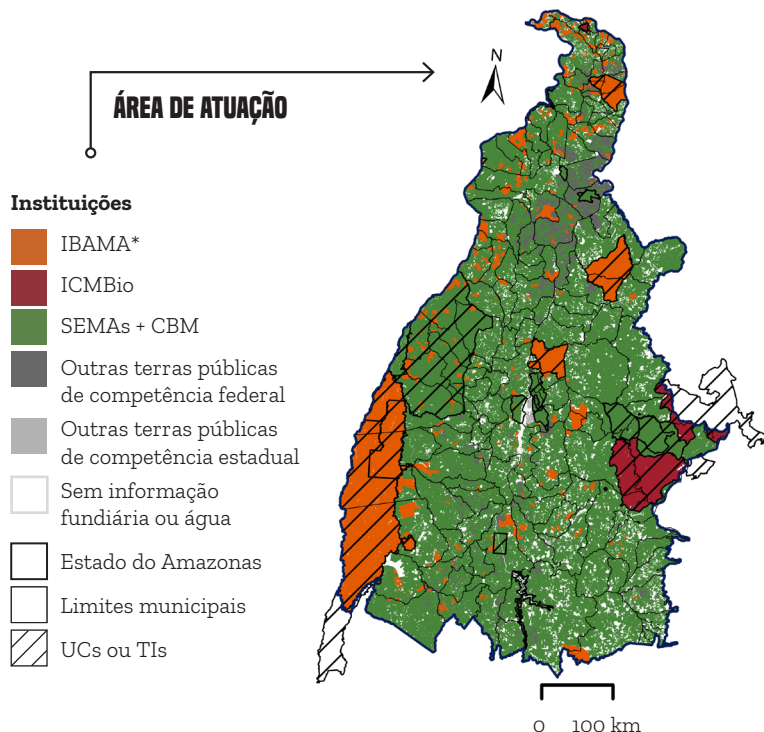 N
ÁREA DE ATUAÇÃO
Instituições
IBAMA*
ICMBio
SEMAs + CBM
Outras terras públicas
de competência federal
Outras terras públicas
de competência estadual
Sem informação
fundiária ou água
Estado do Amazonas
Limites municipais
UCs ou TIs
0 100 km